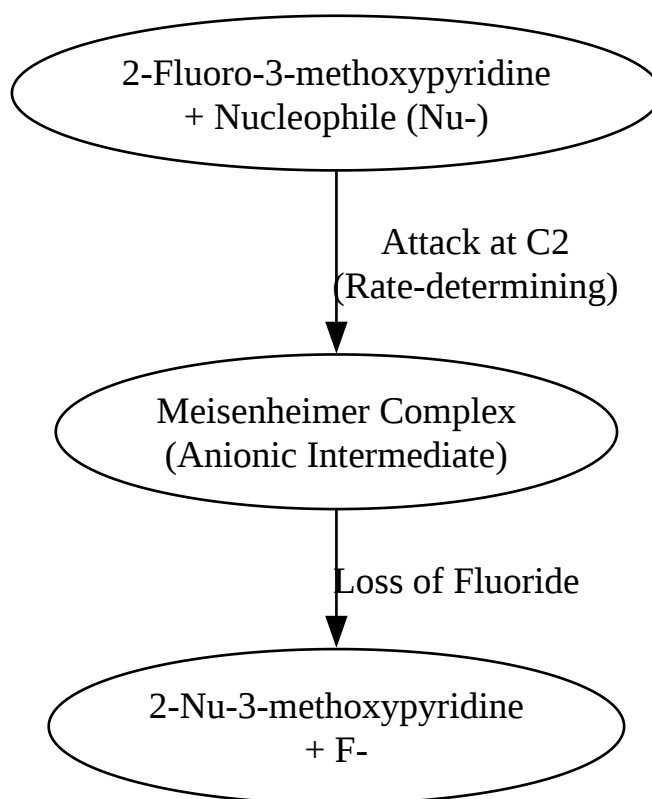 2-Fluoro-3-methoxypyridine
+ Nucleophile (Nu-)
Attack at C2
(Rate-determining)
Meisenheimer Complex
(Anionic Intermediate)
Loss of Fluoride
2-Nu-3-methoxypyridine
+ F-